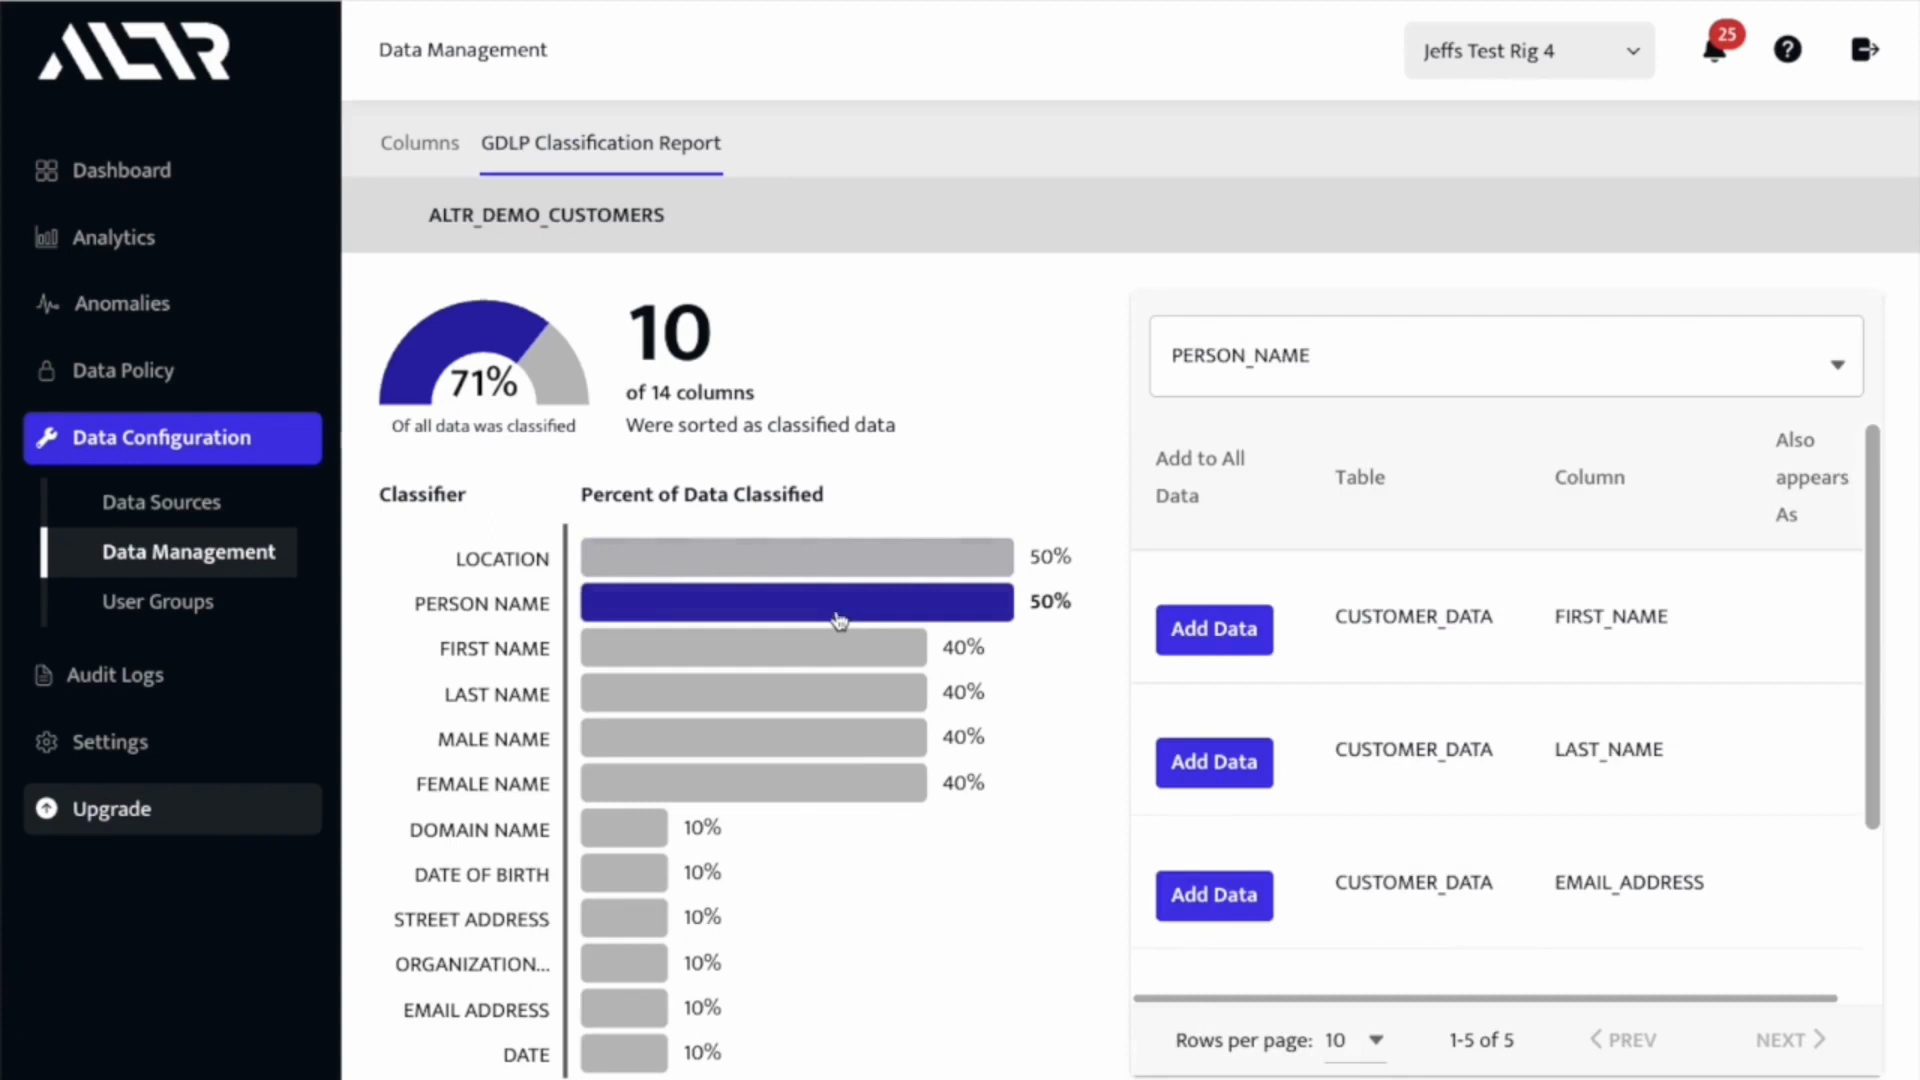 ALTR
Data Management
Jeffs Test Rig 4
25
Dashboard
Analytics
Anomalies
Data Policy
Data Configuration
Data Sources
Data Management
User Groups
Audit Logs
Settings
Upgrade
Columns
GDLP Classification Report
ALTR_DEMO_CUSTOMERS
71%
Of all data was classified
10
of 14 columns
Were sorted as classified data
Classifier
Percent of Data Classified
LOCATION 50%
PERSON NAME 50%
FIRST NAME 40%
LAST NAME 40%
MALE NAME 40%
FEMALE NAME 40%
DOMAIN NAME 10%
DATE OF BIRTH 10%
STREET ADDRESS 10%
ORGANIZATION... 10%
EMAIL ADDRESS 10%
DATE 10%
PERSON_NAME
Add to All
Data
Table
Column
Also
appears
As
Add Data CUSTOMER_DATA FIRST_NAME
Add Data CUSTOMER_DATA LAST_NAME
Add Data CUSTOMER_DATA EMAIL_ADDRESS
Rows per page: 10
1-5 of 5
PREV
NEXT